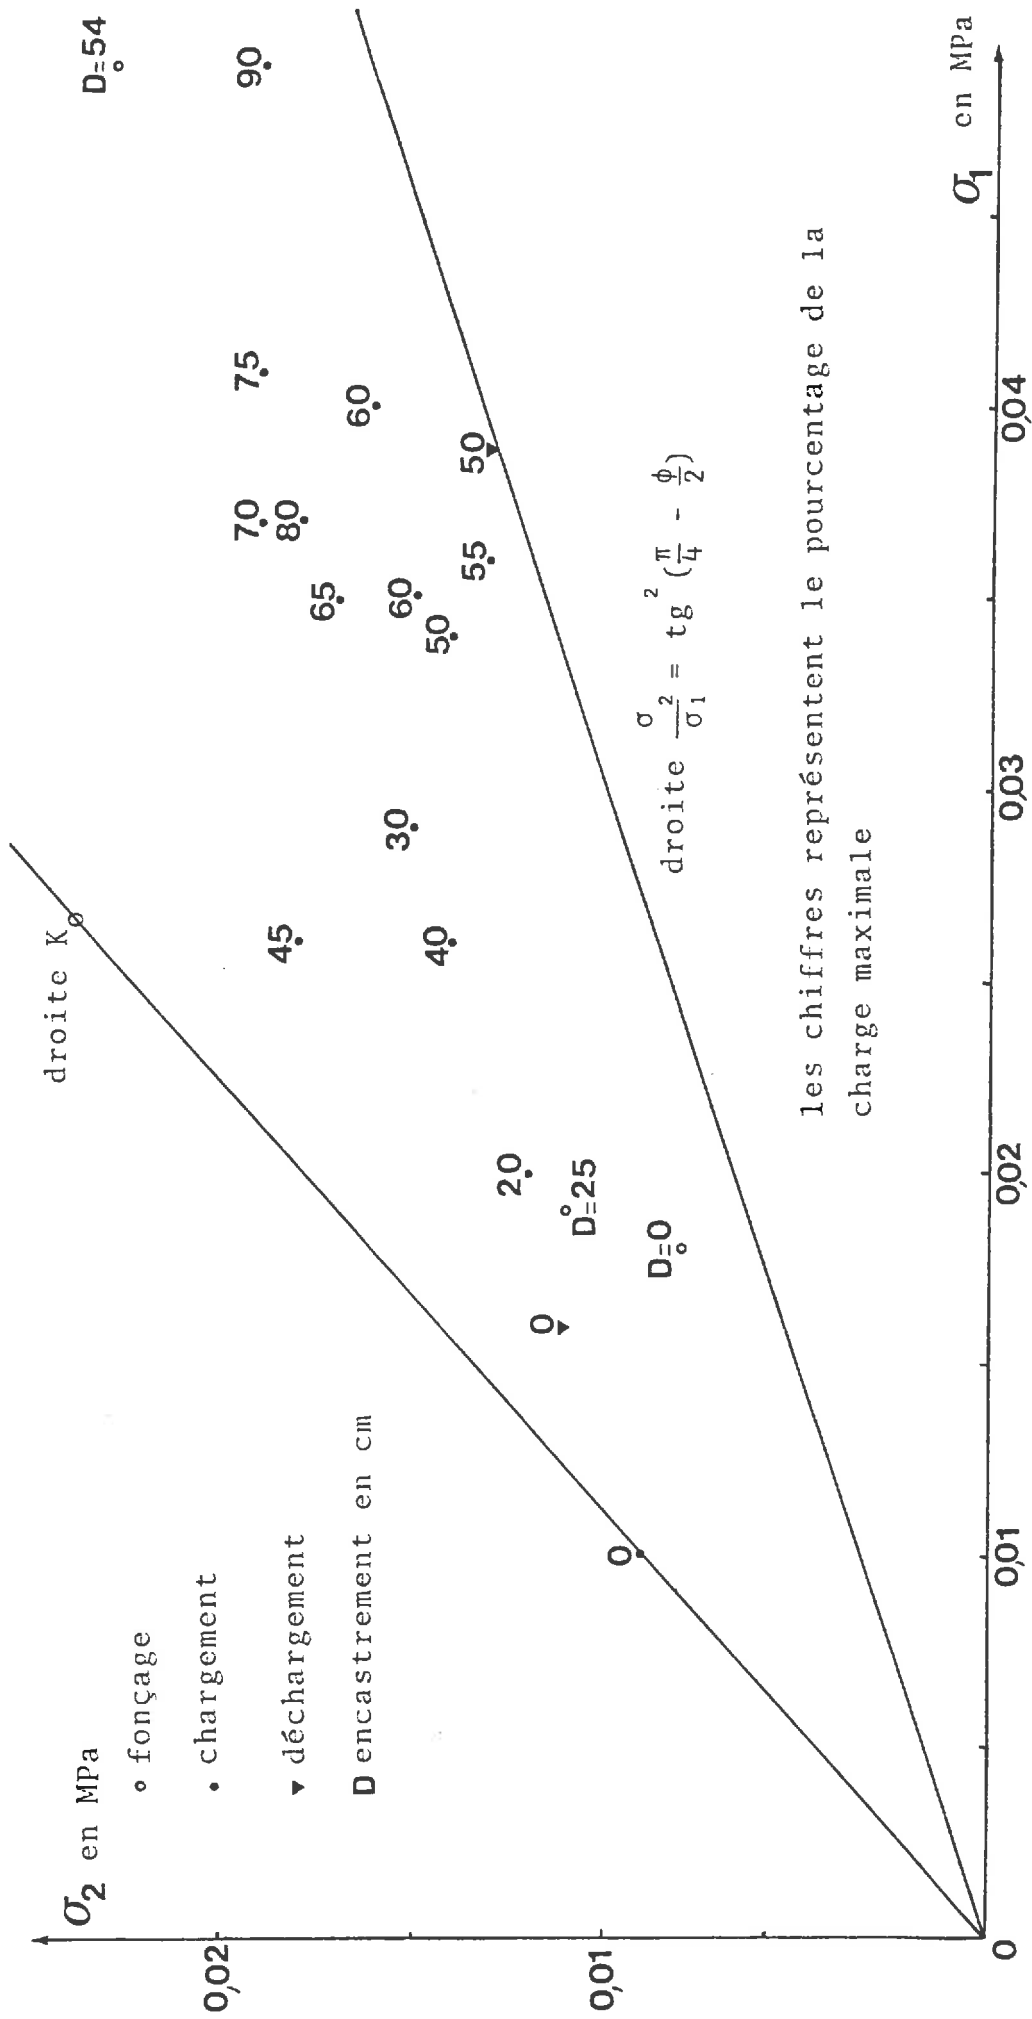 σ2 en MPa
o fonçage
• chargement
▼ déchargement
D encastrement en cm
droite K0
D=54
90
75
70
80
60
65
60
50
50
55
45
30
40
20
D=25
D=0
0
0
droite σ2/σ1 = tg² (π/4 - φ/2)
les chiffres représentent le pourcentage de la
charge maximale
σ1 en MPa
0,02
0,01
0
0,01
0,02
0,03
0,04